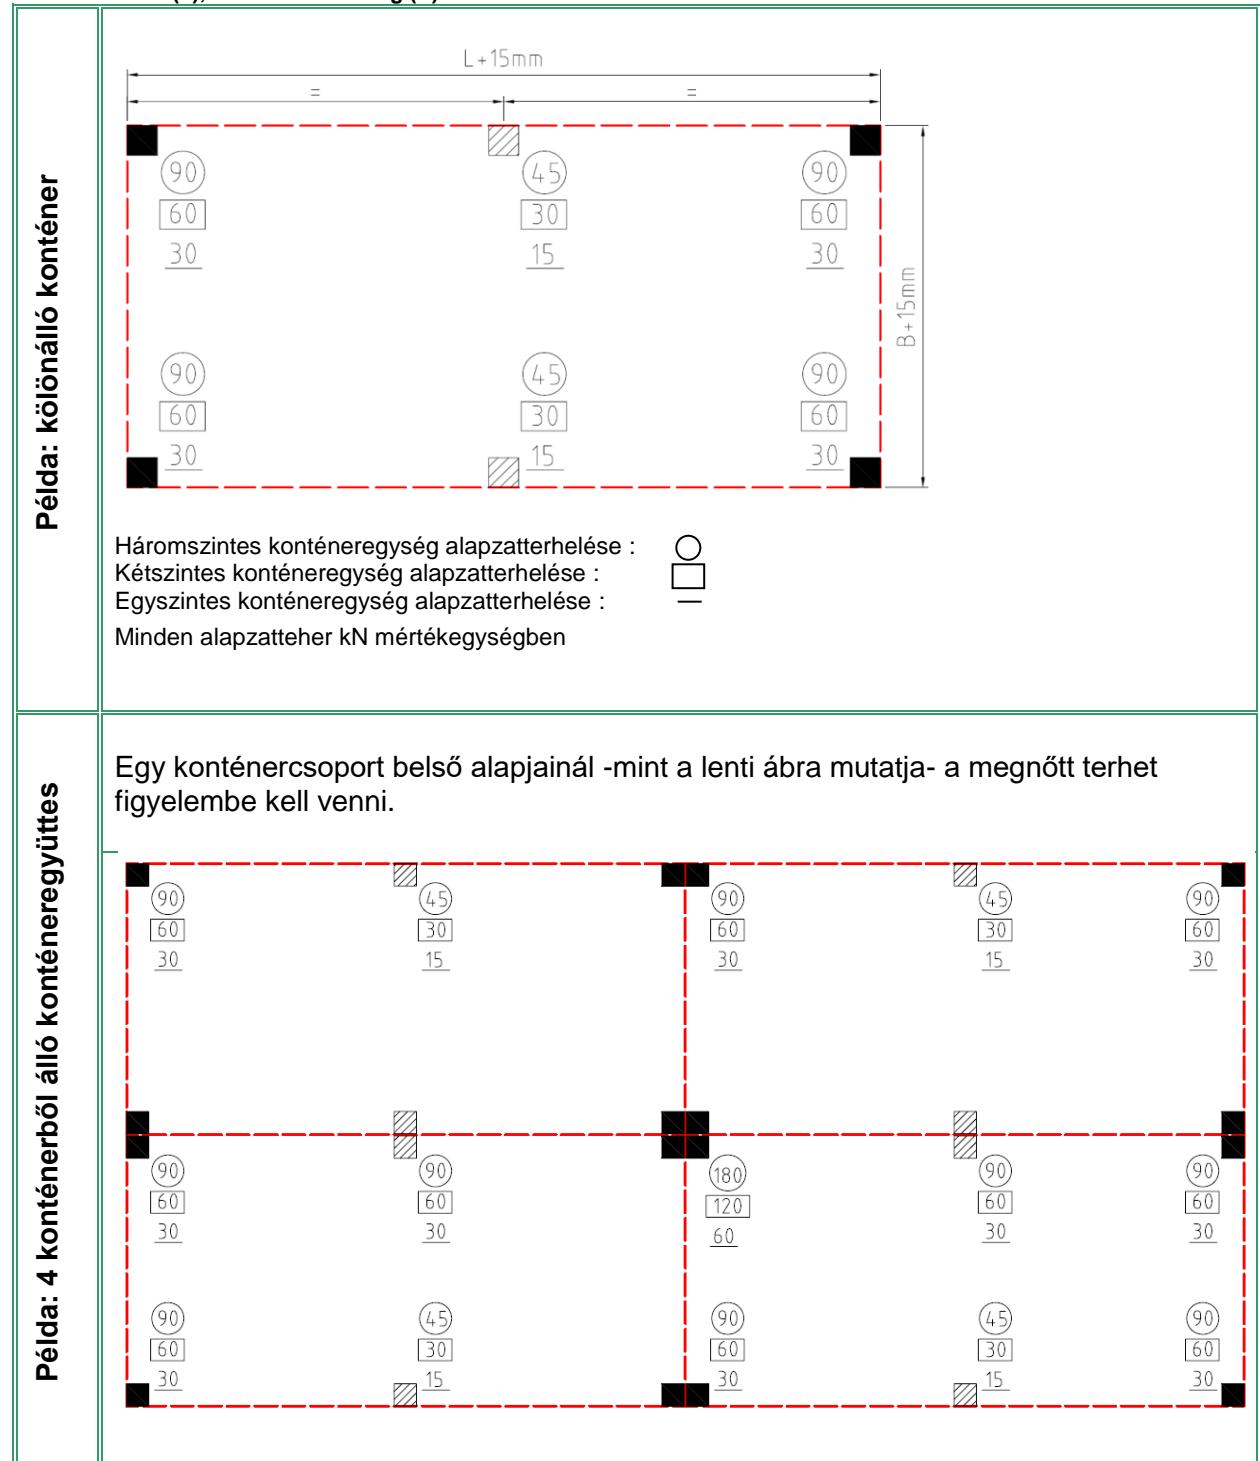 Példa: kölönálló konténer
L+15mm
= =
90 45 90
60 30 60
30 15 30
B+15mm
90 45 90
60 30 60
30 15 30
Háromszintes konténeregység alapzatterhelése :
Kétszintes konténeregység alapzatterhelése :
Egyszintes konténeregység alapzatterhelése :
Minden alapzatteher kN mértékegységben
Példa: 4 konténerből álló konténeregyüttes
Egy konténercsoport belső alapjainál -mint a lenti ábra mutatja- a megnőtt terhet
figyelembe kell venni.
90 45 90 45 90
60 30 60 30 60
30 15 30 15 30
90 90 180 90 90
60 60 120 60 60
30 30 60 30 30
90 45 90 45 90
60 30 60 30 60
30 15 30 15 30